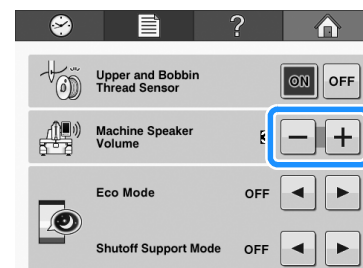 ?
Upper and Bobbin
Thread Sensor
ON OFF
Machine Speaker
Volume
− +
Eco Mode OFF
Shutoff Support Mode OFF